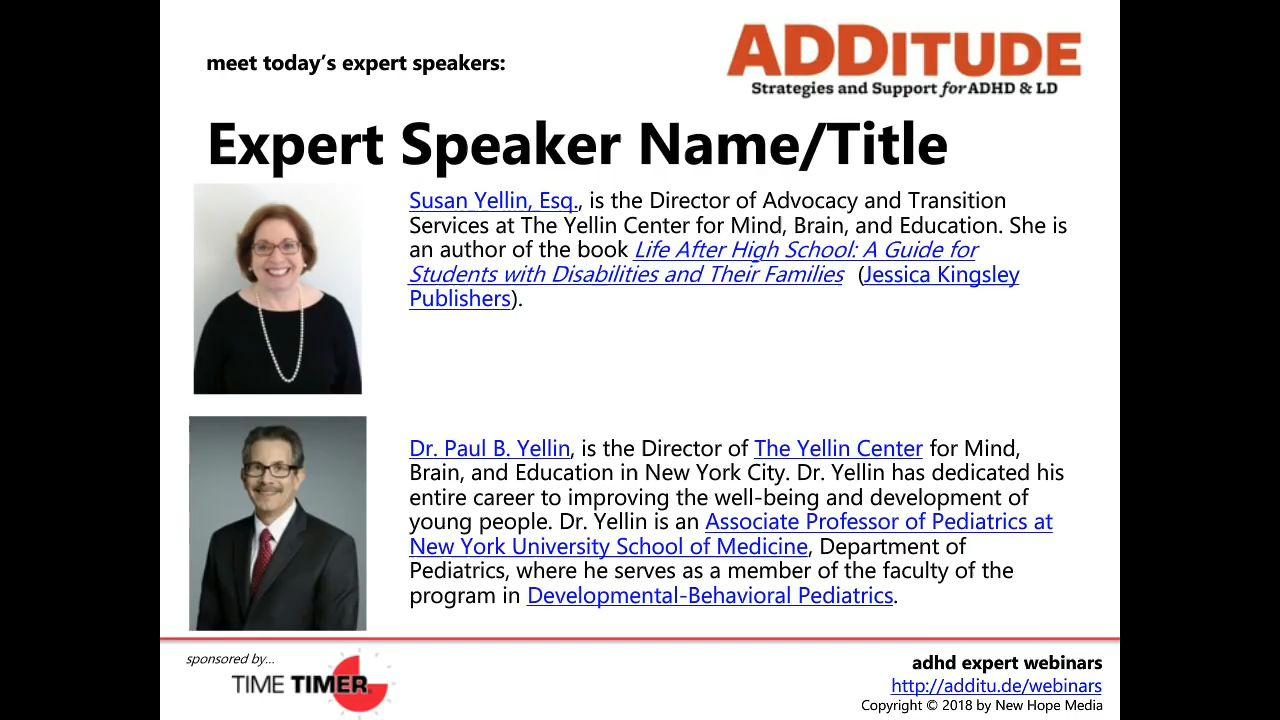 meet today's expert speakers:
ADDITUDE
Strategies and Support for ADHD & LD
Expert Speaker Name/Title
Susan Yellin, Esq., is the Director of Advocacy and Transition
Services at The Yellin Center for Mind, Brain, and Education. She is
an author of the book Life After High School: A Guide for
Students with Disabilities and Their Families (Jessica Kingsley
Publishers).
Dr. Paul B. Yellin, is the Director of The Yellin Center for Mind,
Brain, and Education in New York City. Dr. Yellin has dedicated his
entire career to improving the well-being and development of
young people. Dr. Yellin is an Associate Professor of Pediatrics at
New York University School of Medicine, Department of
Pediatrics, where he serves as a member of the faculty of the
program in Developmental-Behavioral Pediatrics.
sponsored by...
TIME TIMER
adhd expert webinars
http://additu.de/webinars
Copyright © 2018 by New Hope Media